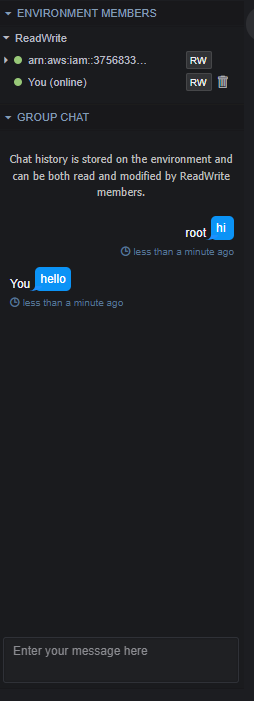 ENVIRONMENT MEMBERS
ReadWrite
arn:aws:iam::3756833... RW
You (online) RW
GROUP CHAT
Chat history is stored on the environment and
can be both read and modified by ReadWrite
members.
root hi
less than a minute ago
You hello
less than a minute ago
Enter your message here